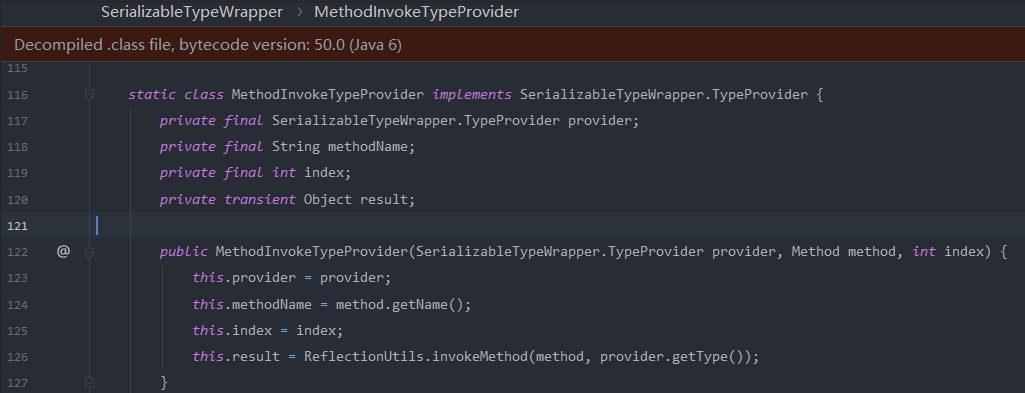 SerializableTypeWrapper > MethodInvokeTypeProvider
Decompiled .class file, bytecode version: 50.0 (Java 6)
115
116 static class MethodInvokeTypeProvider implements SerializableTypeWrapper.TypeProvider {
117 private final SerializableTypeWrapper.TypeProvider provider;
118 private final String methodName;
119 private final int index;
120 private transient Object result;
121
122 @ public MethodInvokeTypeProvider(SerializableTypeWrapper.TypeProvider provider, Method method, int index) {
123 this.provider = provider;
124 this.methodName = method.getName();
125 this.index = index;
126 this.result = ReflectionUtils.invokeMethod(method, provider.getType());
127 }